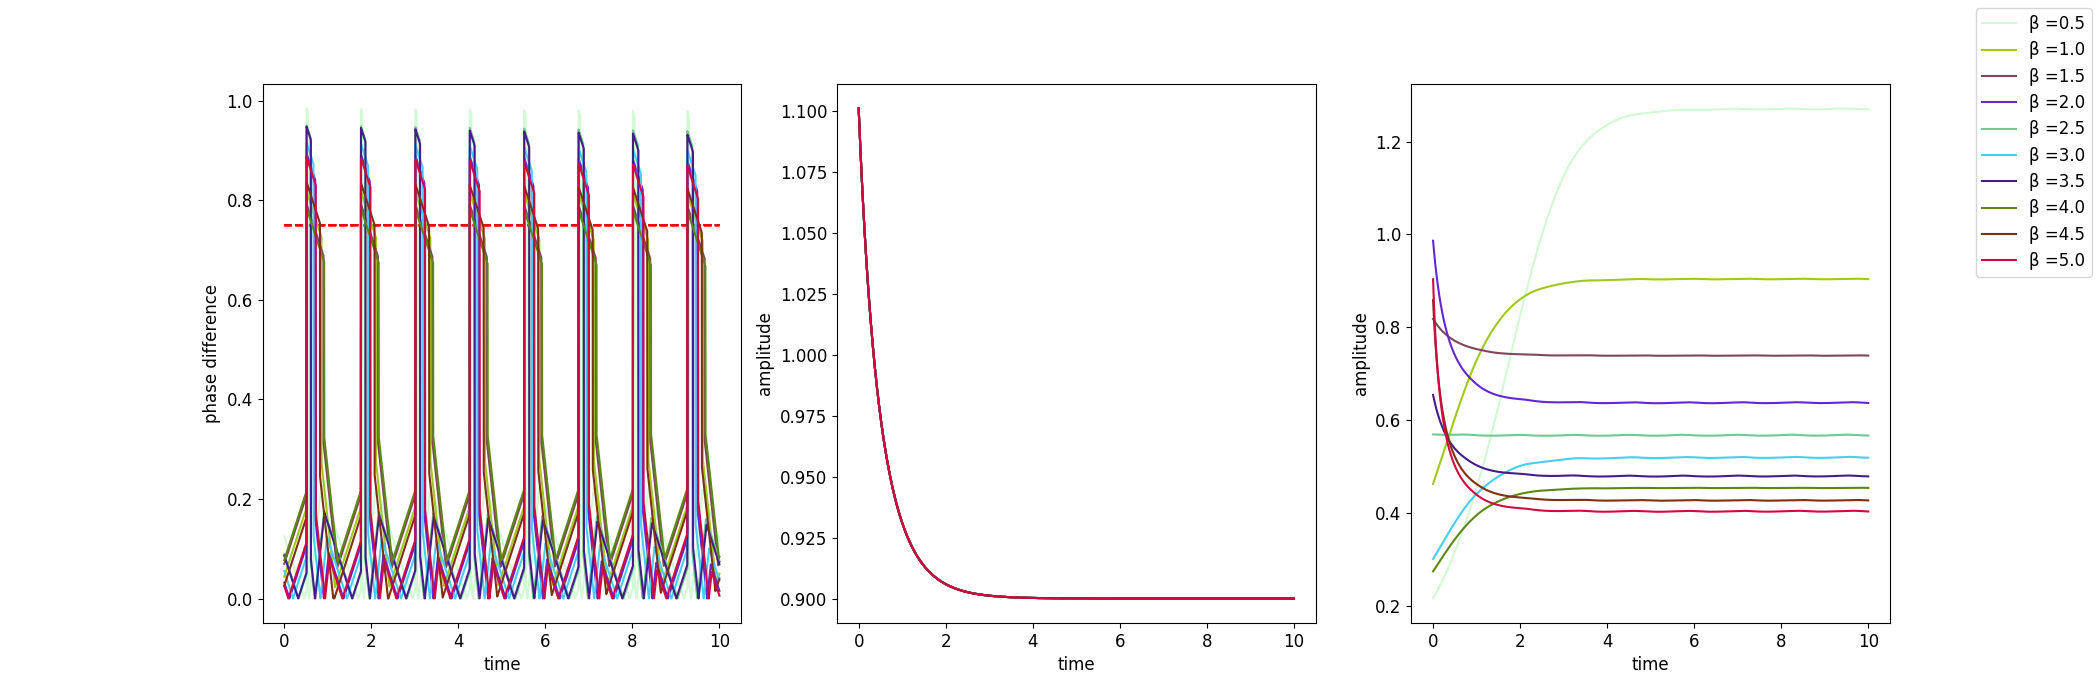 β =0.5
β =1.0
β =1.5
β =2.0
β =2.5
β =3.0
β =3.5
β =4.0
β =4.5
β =5.0
phase difference
1.0
0.8
0.6
0.4
0.2
0.0
0 2 4 6 8 10
time
amplitude
1.100
1.075
1.050
1.025
1.000
0.975
0.950
0.925
0.900
0 2 4 6 8 10
time
amplitude
1.2
1.0
0.8
0.6
0.4
0.2
0 2 4 6 8 10
time